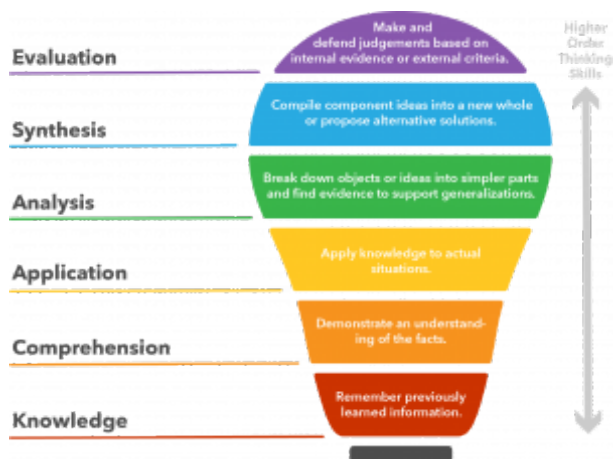 Make and
defend judgements based on
internal evidence or external criteria.
Evaluation
Higher
Order
Thinking
Skills
Compile component ideas into a new whole
or propose alternative solutions.
Synthesis
Break down objects or ideas into simpler parts
and find evidence to support generalizations.
Analysis
Apply knowledge to actual
situations.
Application
Demonstrate an understand-
ing of the facts.
Comprehension
Remember previously
learned information.
Knowledge